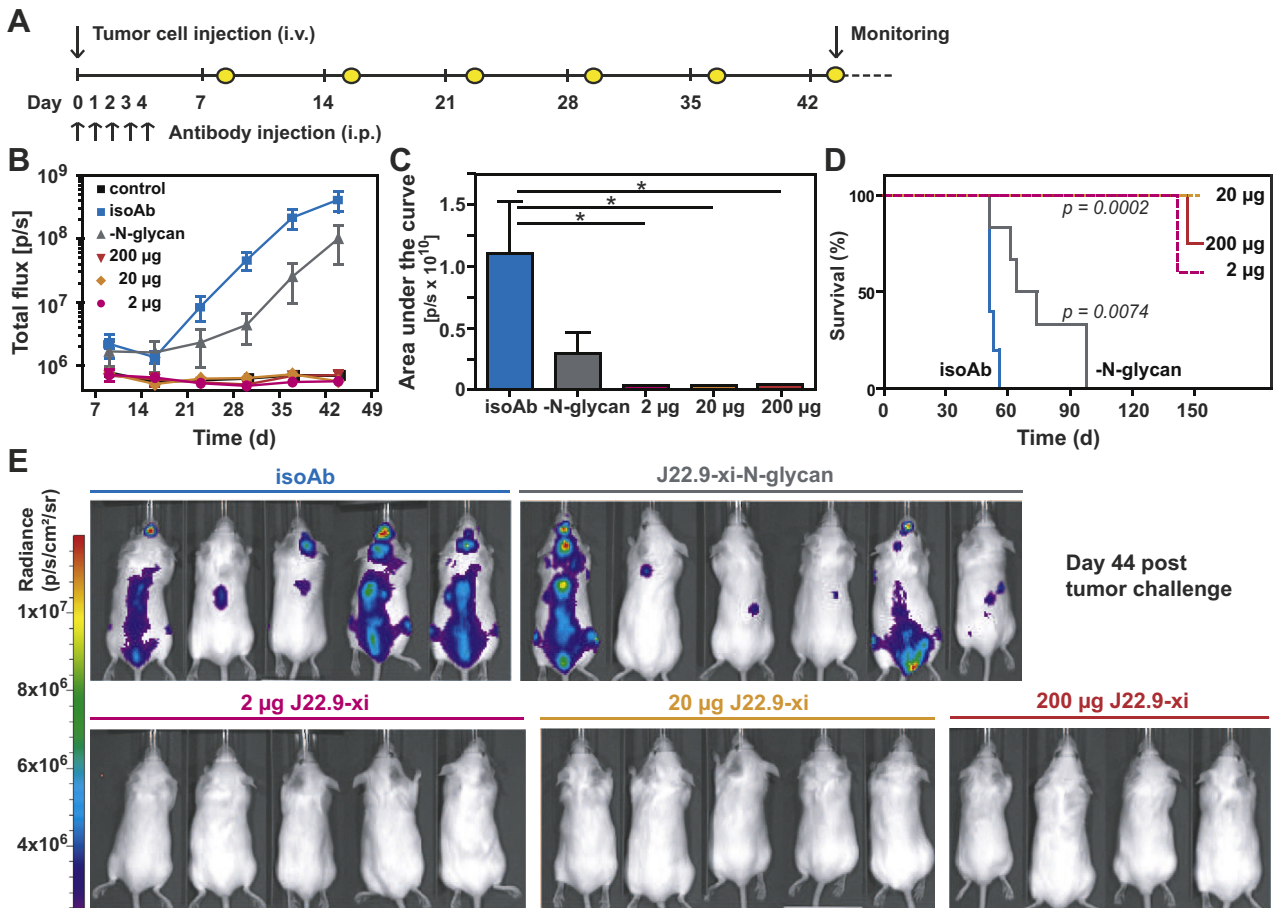 A
Tumor cell injection (i.v.)
Monitoring
Day 0 1 2 3 4 7 14 21 28 35 42
Antibody injection (i.p.)
B
Total flux [p/s]
10^9
10^8
10^7
10^6
control
isoAb
-N-glycan
200 µg
20 µg
2 µg
7 14 21 28 35 42 49
Time (d)
C
Area under the curve
[p/s x 10^10]
1.5
1.0
0.5
0
*
*
*
isoAb -N-glycan 2 µg 20 µg 200 µg
D
Survival (%)
100
50
0
p = 0.0002
20 µg
200 µg
2 µg
p = 0.0074
isoAb
-N-glycan
0 30 60 90 120 150
Time (d)
E
isoAb
J22.9-xi-N-glycan
Radiance
(p/s/cm²/sr)
1x10^7
8x10^6
6x10^6
4x10^6
Day 44 post
tumor challenge
2 µg J22.9-xi
20 µg J22.9-xi
200 µg J22.9-xi